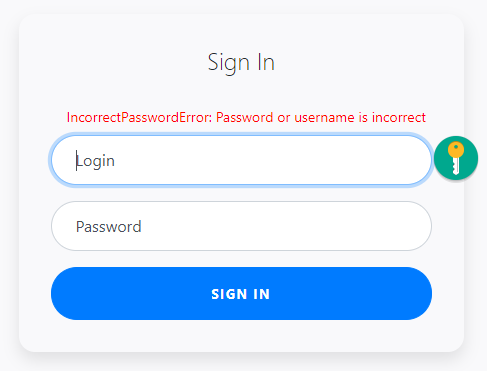 Sign In
IncorrectPasswordError: Password or username is incorrect
Login
Password
SIGN IN